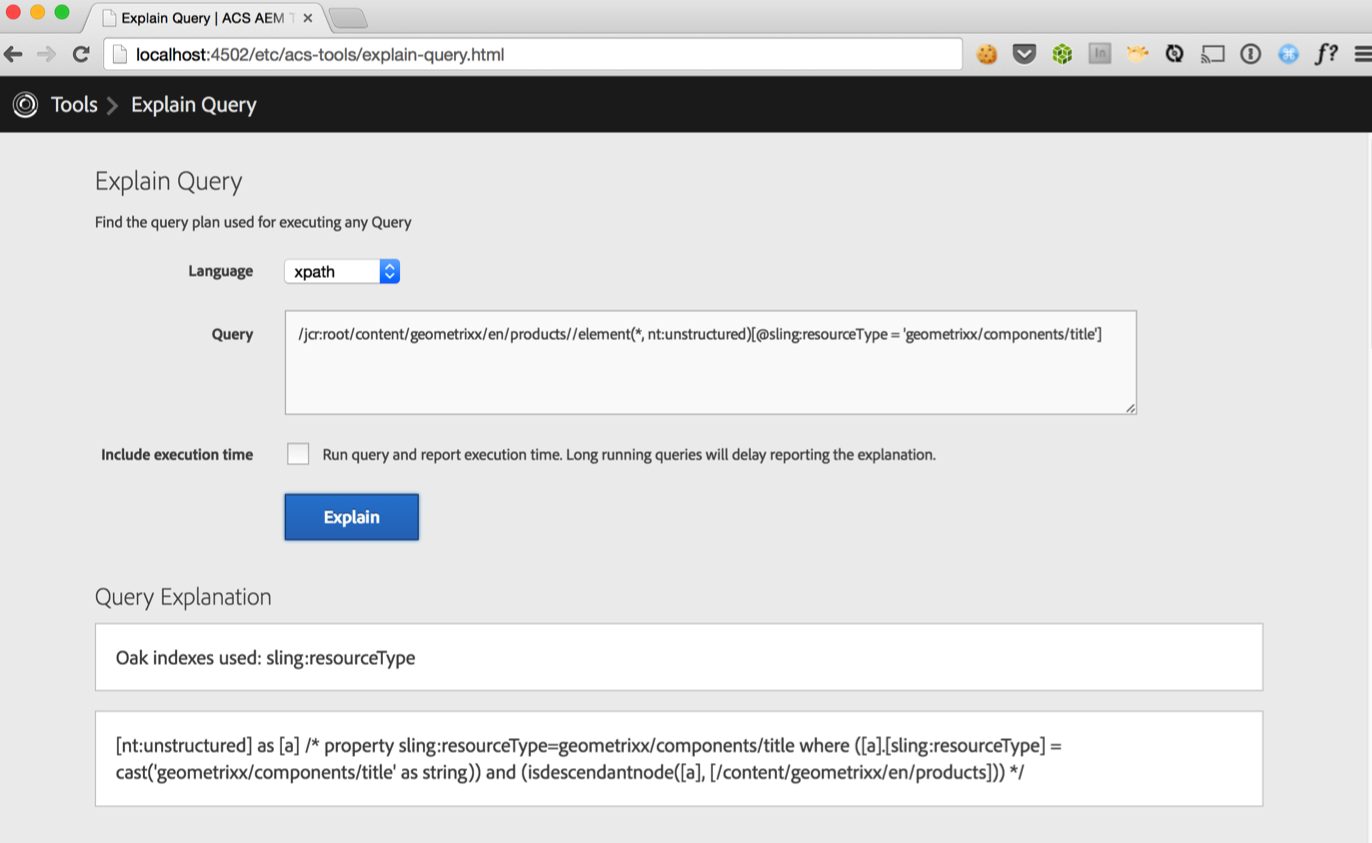 Explain Query | ACS AEM T
localhost:4502/etc/acs-tools/explain-query.html
In
f?
Tools
Explain Query
Explain Query
Find the query plan used for executing any Query
Language
xpath
Query
/jcr:root/content/geometrixx/en/products//element(*, nt:unstructured)[@sling:resourceType = 'geometrixx/components/title']
Include execution time
Run query and report execution time. Long running queries will delay reporting the explanation.
Explain
Query Explanation
Oak indexes used: sling:resourceType
[nt:unstructured] as [a] /* property sling:resourceType=geometrixx/components/title where ([a].[sling:resourceType] =
cast('geometrixx/components/title' as string)) and (isdescendantnode([a], [/content/geometrixx/en/products])) */